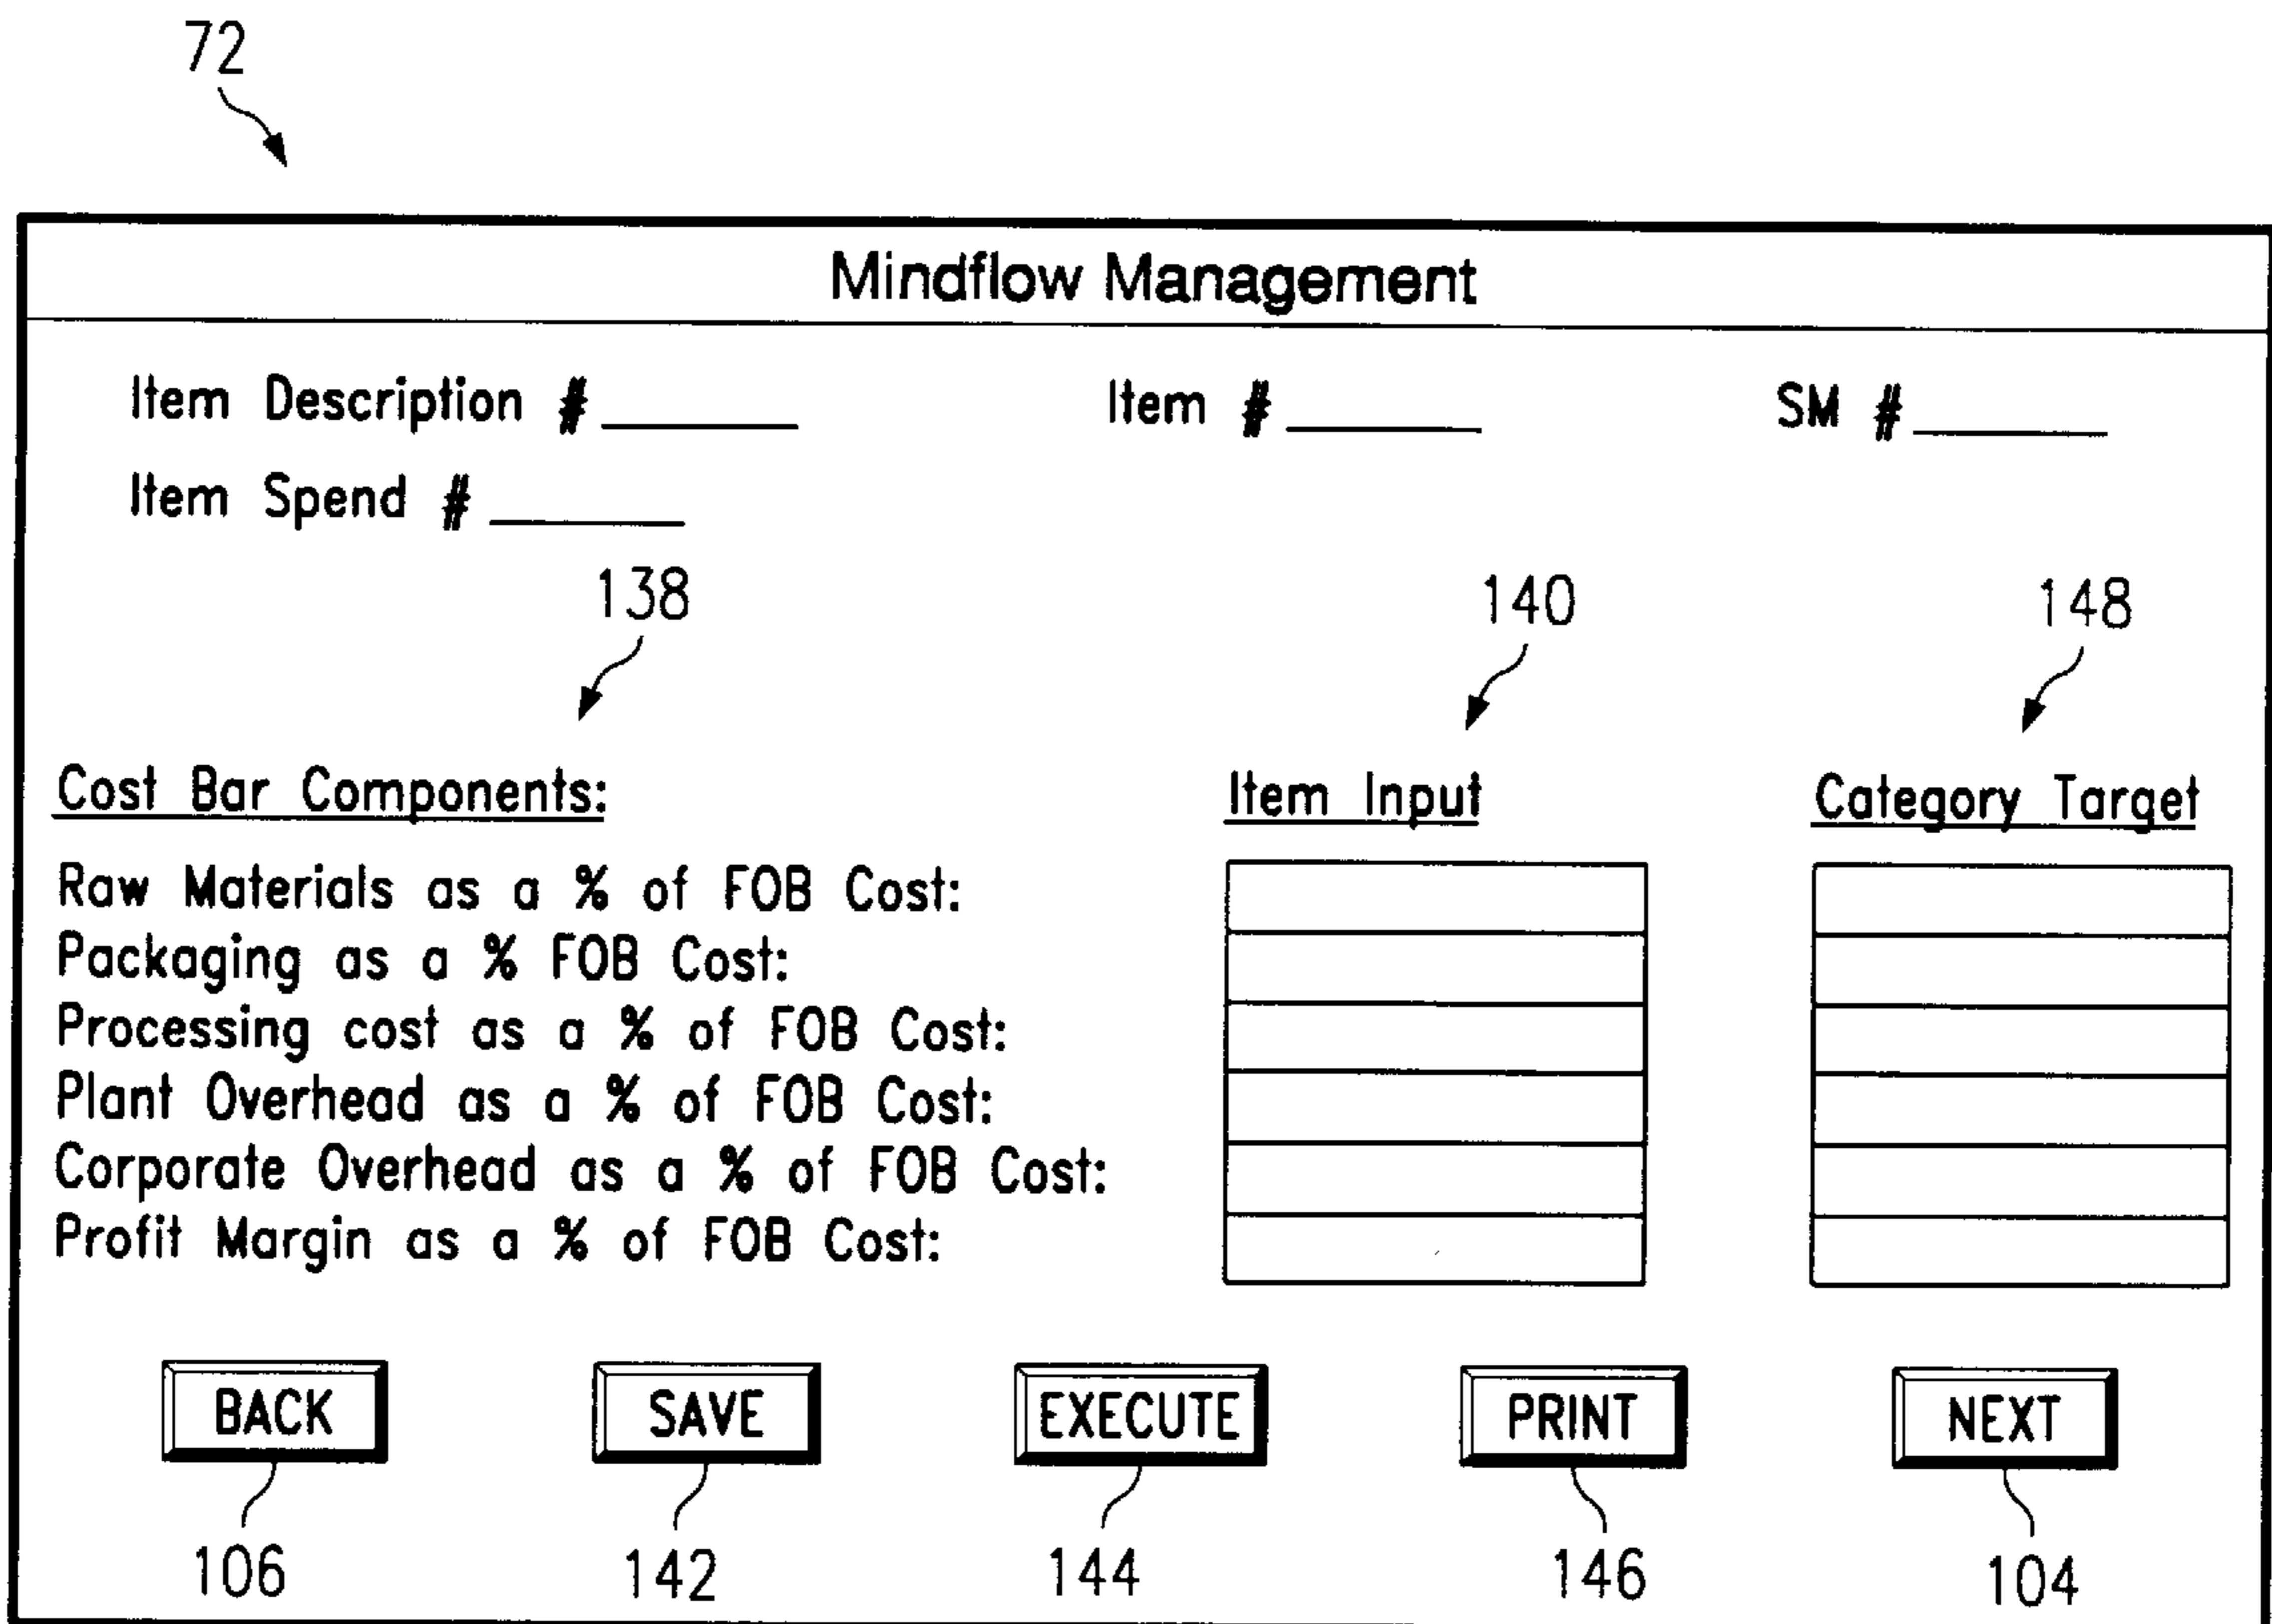 72
Mindflow Management
Item Description #______ Item #______ SM #______
Item Spend #______
138 140 148
Cost Bar Components: Item Input Category Target
Raw Materials as a % of FOB Cost:
Packaging as a % FOB Cost:
Processing cost as a % of FOB Cost:
Plant Overhead as a % of FOB Cost:
Corporate Overhead as a % of FOB Cost:
Profit Margin as a % of FOB Cost:
BACK SAVE EXECUTE PRINT NEXT
106 142 144 146 104